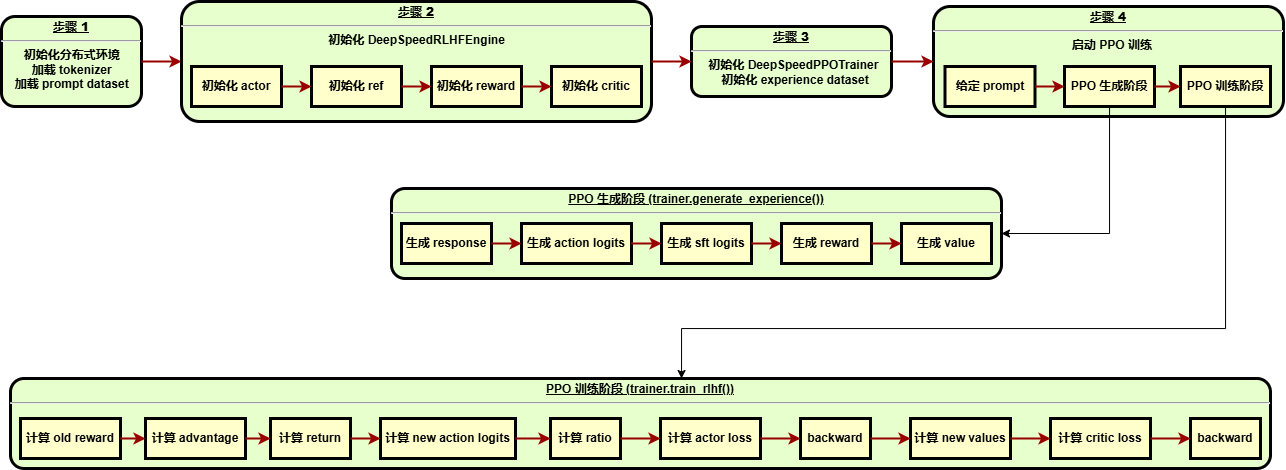 步骤 1
初始化分布式环境
加载 tokenizer
加载 prompt dataset
步骤 2
初始化 DeepSpeedRLHFEngine
初始化 actor
初始化 ref
初始化 reward
初始化 critic
步骤 3
初始化 DeepSpeedPPOTrainer
初始化 experience dataset
步骤 4
启动 PPO 训练
给定 prompt
PPO 生成阶段
PPO 训练阶段
PPO 生成阶段 (trainer.generate_experience())
生成 response
生成 action logits
生成 sft logits
生成 reward
生成 value
PPO 训练阶段 (trainer.train_rlhf())
计算 old reward
计算 advantage
计算 return
计算 new action logits
计算 ratio
计算 actor loss
backward
计算 new values
计算 critic loss
backward